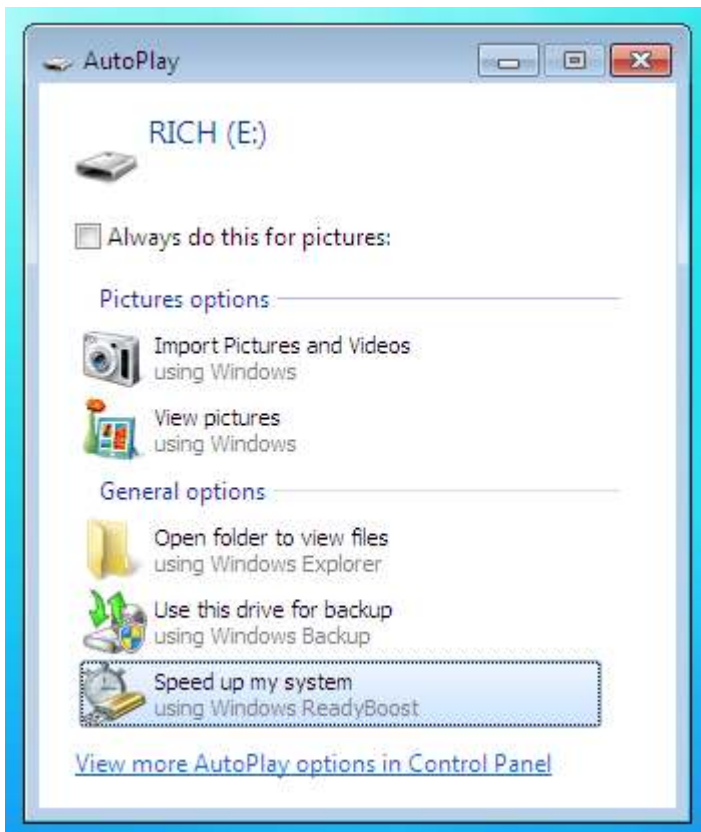 AutoPlay
RICH (E:)
Always do this for pictures:
Pictures options
Import Pictures and Videos
using Windows
View pictures
using Windows
General options
Open folder to view files
using Windows Explorer
Use this drive for backup
using Windows Backup
Speed up my system
using Windows ReadyBoost
View more AutoPlay options in Control Panel